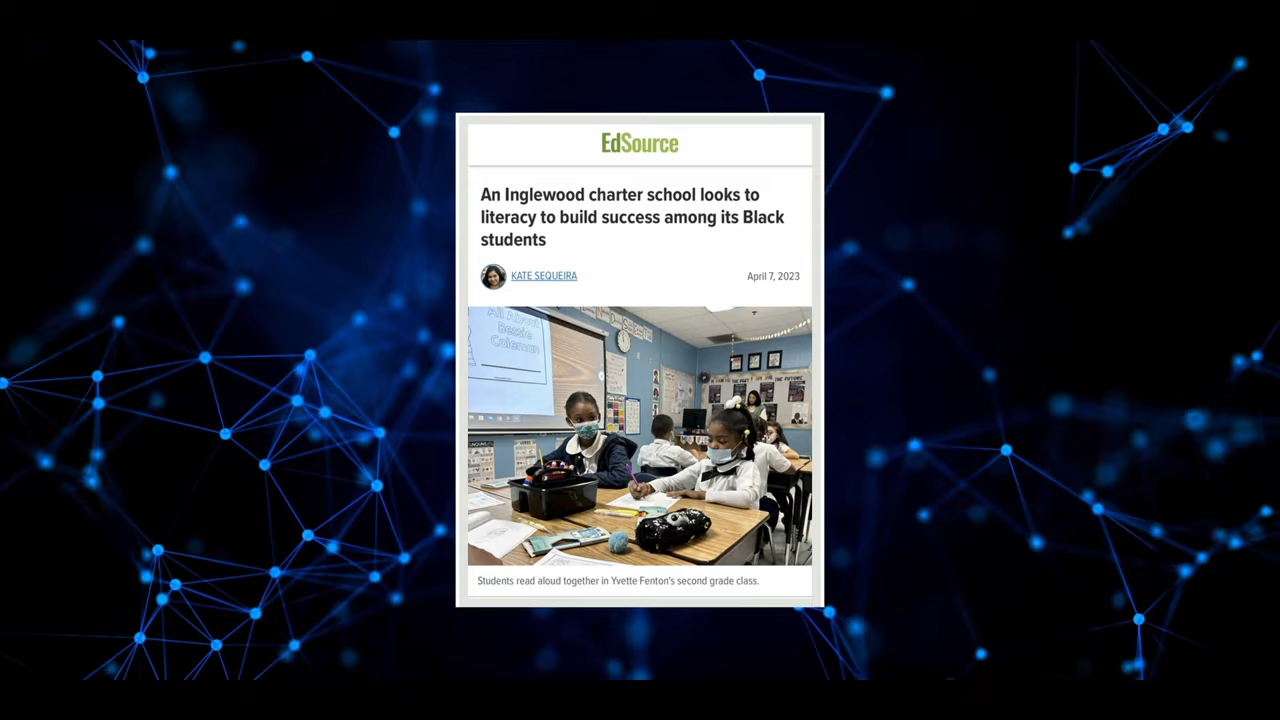 EdSource
An Inglewood charter school looks to
literacy to build success among its Black
students
KATE SEQUEIRA
April 7, 2023
All About
Bessie
Coleman
Students read aloud together in Yvette Fenton's second grade class.